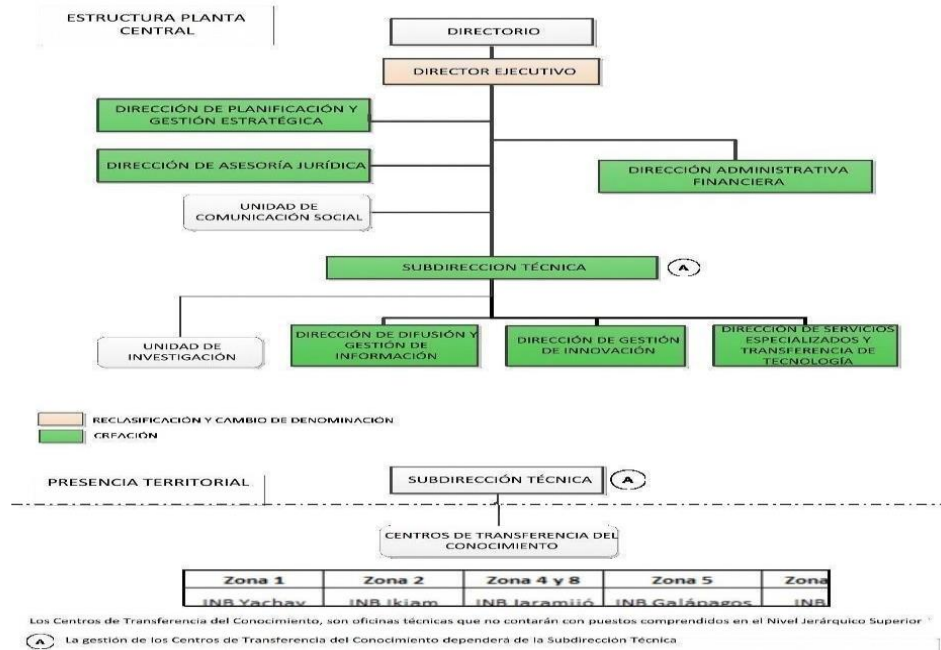 ESTRUCTURA PLANTA
CENTRAL
DIRECTORIO
DIRECTOR EJECUTIVO
DIRECCIÓN DE PLANIFICACIÓN Y
GESTIÓN ESTRATÉGICA
DIRECCIÓN DE ASESORÍA JURÍDICA
DIRECCIÓN ADMINISTRATIVA
FINANCIERA
UNIDAD DE
COMUNICACIÓN SOCIAL
SUBDIRECCION TÉCNICA
A
UNIDAD DE
INVESTIGACIÓN
DIRECCIÓN DE DIFUSIÓN Y
GESTIÓN DE
INFORMACIÓN
DIRECCIÓN DE GESTIÓN
DE INNOVACIÓN
DIRECCIÓN DE SERVICIOS
ESPECIALIZADOS Y
TRANSFERENCIA DE
TECNOLOGÍA
RECLASIFICACIÓN Y CAMBIO DE DENOMINACIÓN
CREACIÓN
PRESENCIA TERRITORIAL
SUBDIRECCIÓN TÉCNICA
A
CENTROS DE TRANSFERENCIA DEL
CONOCIMIENTO
Zona 1 Zona 2 Zona 4 y 8 Zona 5 Zona
INB Yachay INB Ikiam INB Jaramijó INB Galápagos INB
Los Centros de Transferencia del Conocimiento, son oficinas técnicas que no contarán con puestos comprendidos en el Nivel Jerárquico Superior
A La gestión de los Centros de Transferencia del Conocimiento dependerá de la Subdirección Técnica